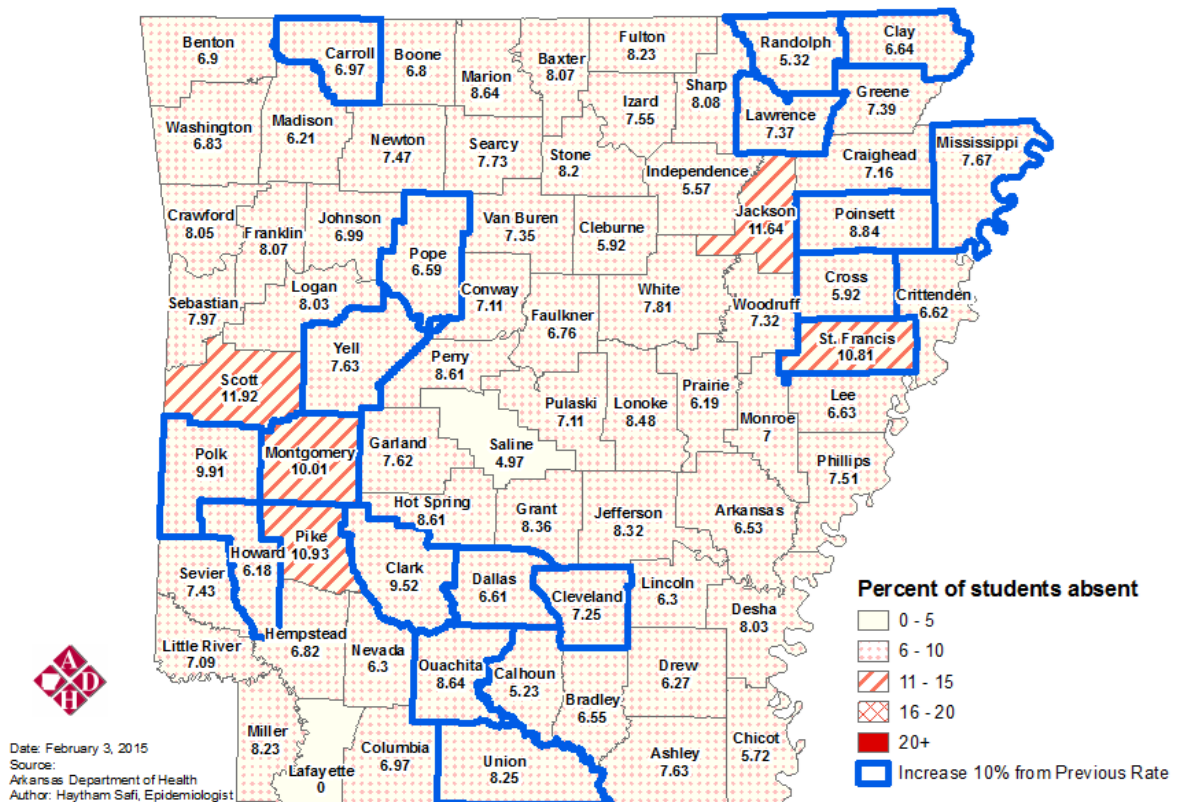 Benton
6.9
Carroll
6.97
Boone
6.8
Marion
8.64
Baxter
8.07
Fulton
8.23
Sharp
8.08
Randolph
5.32
Clay
6.64
Izard
7.55
Lawrence
7.37
Greene
7.39
Washington
6.83
Madison
6.21
Newton
7.47
Searcy
7.73
Stone
8.2
Independence
5.57
Craighead
7.16
Mississippi
7.67
Crawford
8.05
Franklin
8.07
Johnson
6.99
Pope
6.59
Van Buren
7.35
Cleburne
5.92
Jackson
11.64
Poinsett
8.84
Sebastian
7.97
Logan
8.03
Conway
7.11
Faulkner
6.76
White
7.81
Woodruff
7.32
Cross
5.92
Crittenden
6.62
Scott
11.92
Yell
7.63
Perry
8.61
Pulaski
7.11
Lonoke
8.48
Prairie
6.19
Monroe
7
St. Francis
10.81
Lee
6.63
Polk
9.91
Montgomery
10.01
Garland
7.62
Saline
4.97
Phillips
7.51
Hot Spring
8.61
Grant
8.36
Jefferson
8.32
Arkansas
6.53
Sevier
7.43
Howard
6.18
Pike
10.93
Clark
9.52
Dallas
6.61
Cleveland
7.25
Lincoln
6.3
Desha
8.03
Little River
7.09
Hempstead
6.82
Nevada
6.3
Ouachita
8.64
Calhoun
5.23
Bradley
6.55
Drew
6.27
Miller
8.23
Lafayette
0
Columbia
6.97
Union
8.25
Ashley
7.63
Chicot
5.72
Percent of students absent
0 - 5
6 - 10
11 - 15
16 - 20
20+
Increase 10% from Previous Rate
A
D
H
Date: February 3, 2015
Source:
Arkansas Department of Health
Author: Haytham Safi, Epidemiologist